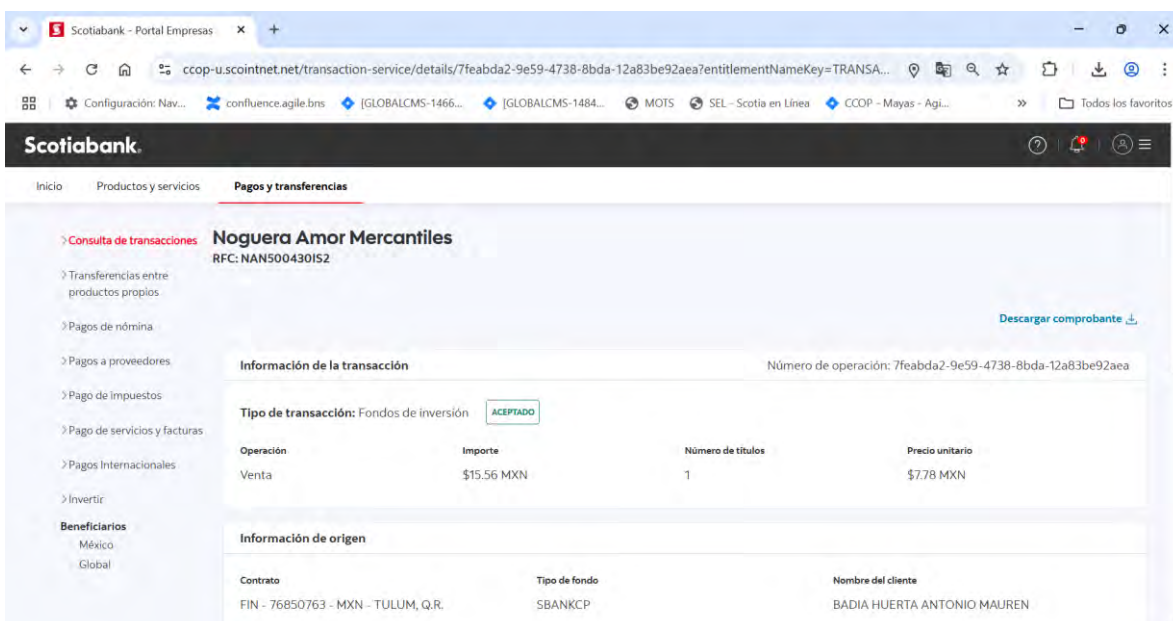 Scotiabank - Portal Empresas
ccop-u.scointnet.net/transaction-service/details/7feabda2-9e59-4738-8bda-12a83be92aea?entitlementNameKey=TRANSA...
Configuración: Nav... confluence.agile.bns [GLOBALCMS-1466... [GLOBALCMS-1484... MOTS SEL - Scotia en Línea CCOP - Mayas - Agi... » Todos los favoritos
Scotiabank.
Inicio Productos y servicios Pagos y transferencias
Consulta de transacciones
Transferencias entre
productos propios
Pagos de nómina
Pagos a proveedores
Pago de impuestos
Pago de servicios y facturas
Pagos Internacionales
Invertir
Beneficiarios
México
Global
Noguera Amor Mercantiles
RFC: NAN500430IS2
Descargar comprobante
Información de la transacción Número de operación: 7feabda2-9e59-4738-8bda-12a83be92aea
Tipo de transacción: Fondos de inversión ACEPTADO
Operación Importe Número de títulos Precio unitario
Venta $15.56 MXN 1 $7.78 MXN
Información de origen
Contrato Tipo de fondo Nombre del cliente
FIN - 76850763 - MXN - TULUM, Q.R. SBANKCP BADIA HUERTA ANTONIO MAUREN